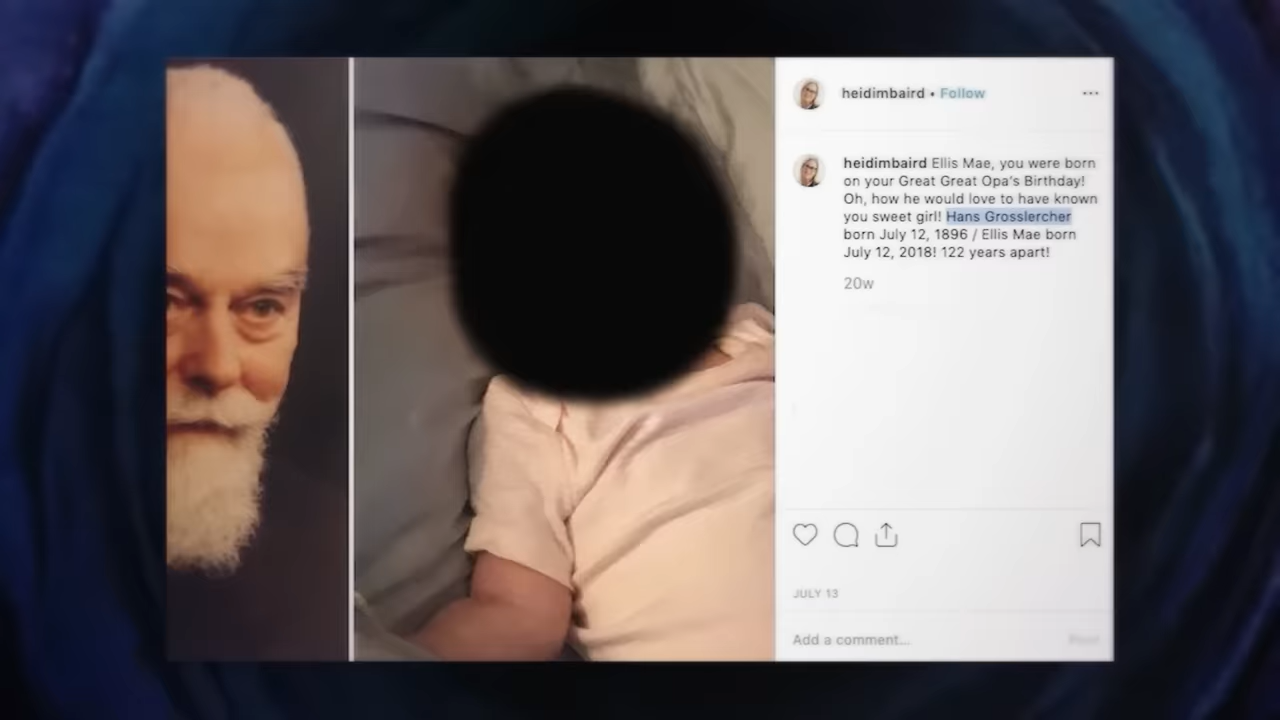 heidimbaird • Follow
heidimbaird Ellis Mae, you were born
on your Great Great Opa's Birthday!
Oh, how he would love to have known
you sweet girl! Hans Grosslercher
born July 12, 1896 / Ellis Mae born
July 12, 2018! 122 years apart!
20w
JULY 13
Add a comment...
Post